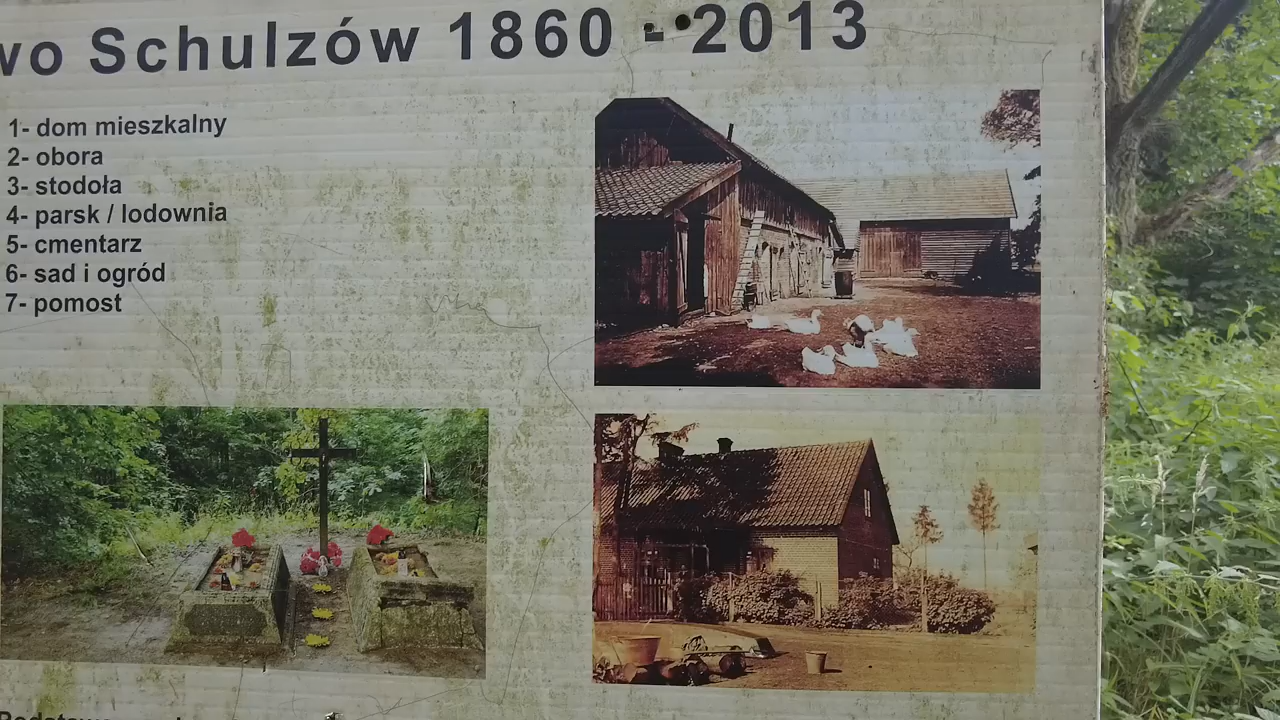 wo Schulzów 1860 - 2013
1- dom mieszkalny
2- obora
3- stodoła
4- parsk / lodownia
5- cmentarz
6- sad i ogród
7- pomost